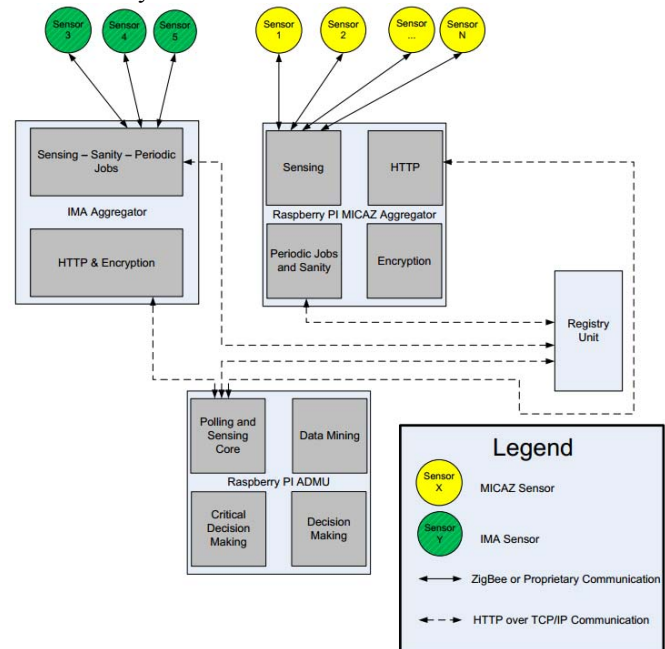 Sensor
3
Sensor
4
Sensor
5
Sensor
1
Sensor
2
Sensor
...
Sensor
N
Sensing – Sanity – Periodic
Jobs
IMA Aggregator
HTTP & Encryption
Sensing
HTTP
Raspberry PI MICAZ Aggregator
Periodic Jobs
and Sanity
Encryption
Registry
Unit
Polling and
Sensing
Core
Data Mining
Raspberry PI ADMU
Critical
Decision
Making
Decision
Making
Legend
Sensor
X
MICAZ Sensor
Sensor
Y
IMA Sensor
ZigBee or Proprietary Communication
HTTP over TCP/IP Communication